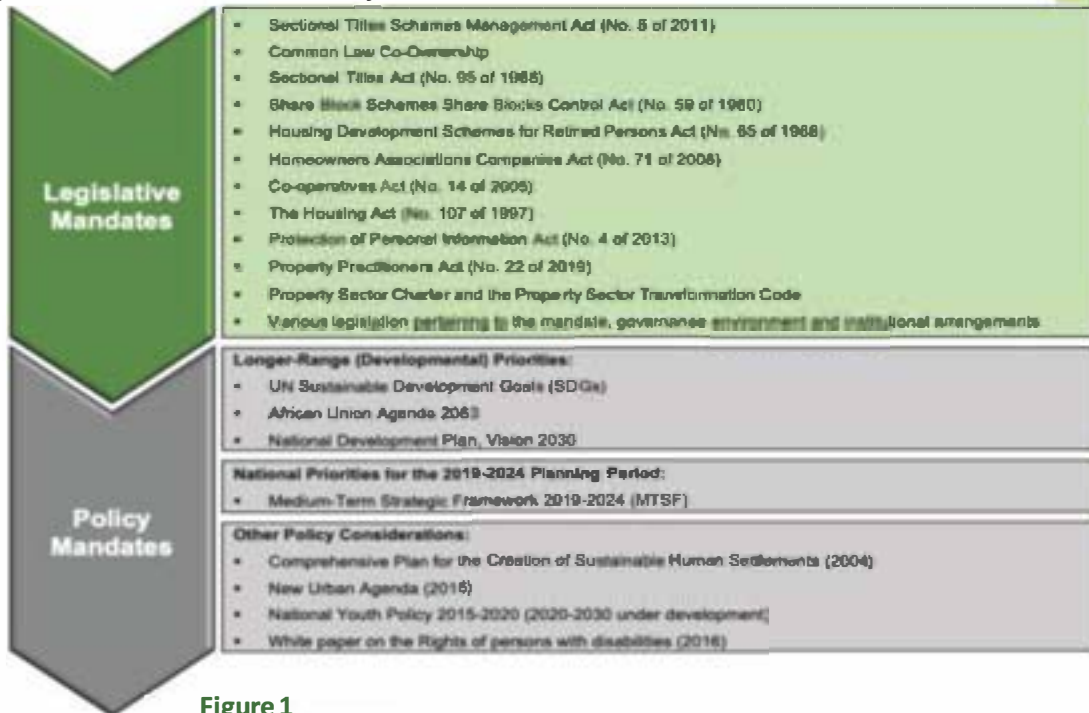 Legislative
Mandates
• Sectional Titles Schemes Management Act (No. 8 of 2011)
• Common Law Co-Ownership
• Sectional Titles Act (No. 95 of 1986)
• Share Block Schemes Share Blocks Control Act (No. 59 of 1980)
• Housing Development Schemes for Retired Persons Act (No. 65 of 1988)
• Homeowners Associations Companies Act (No. 71 of 2008)
• Co-operatives Act (No. 14 of 2005)
• The Housing Act (No. 107 of 1997)
• Protection of Personal Information Act (No. 4 of 2013)
• Property Practitioners Act (No. 22 of 2019)
• Property Sector Charter and the Property Sector Transformation Code
• Various legislation pertaining to the mandate, governance environment and institutional arrangements
Policy
Mandates
Longer-Range (Developmental) Priorities:
• UN Sustainable Development Goals (SDGs)
• African Union Agenda 2063
• National Development Plan, Vision 2030
National Priorities for the 2019-2024 Planning Period:
• Medium-Term Strategic Framework 2019-2024 (MTSF)
Other Policy Considerations:
• Comprehensive Plan for the Creation of Sustainable Human Settlements (2004)
• New Urban Agenda (2016)
• National Youth Policy 2015-2020 (2020-2030 under development)
• White paper on the Rights of persons with disabilities (2016)
Figure 1